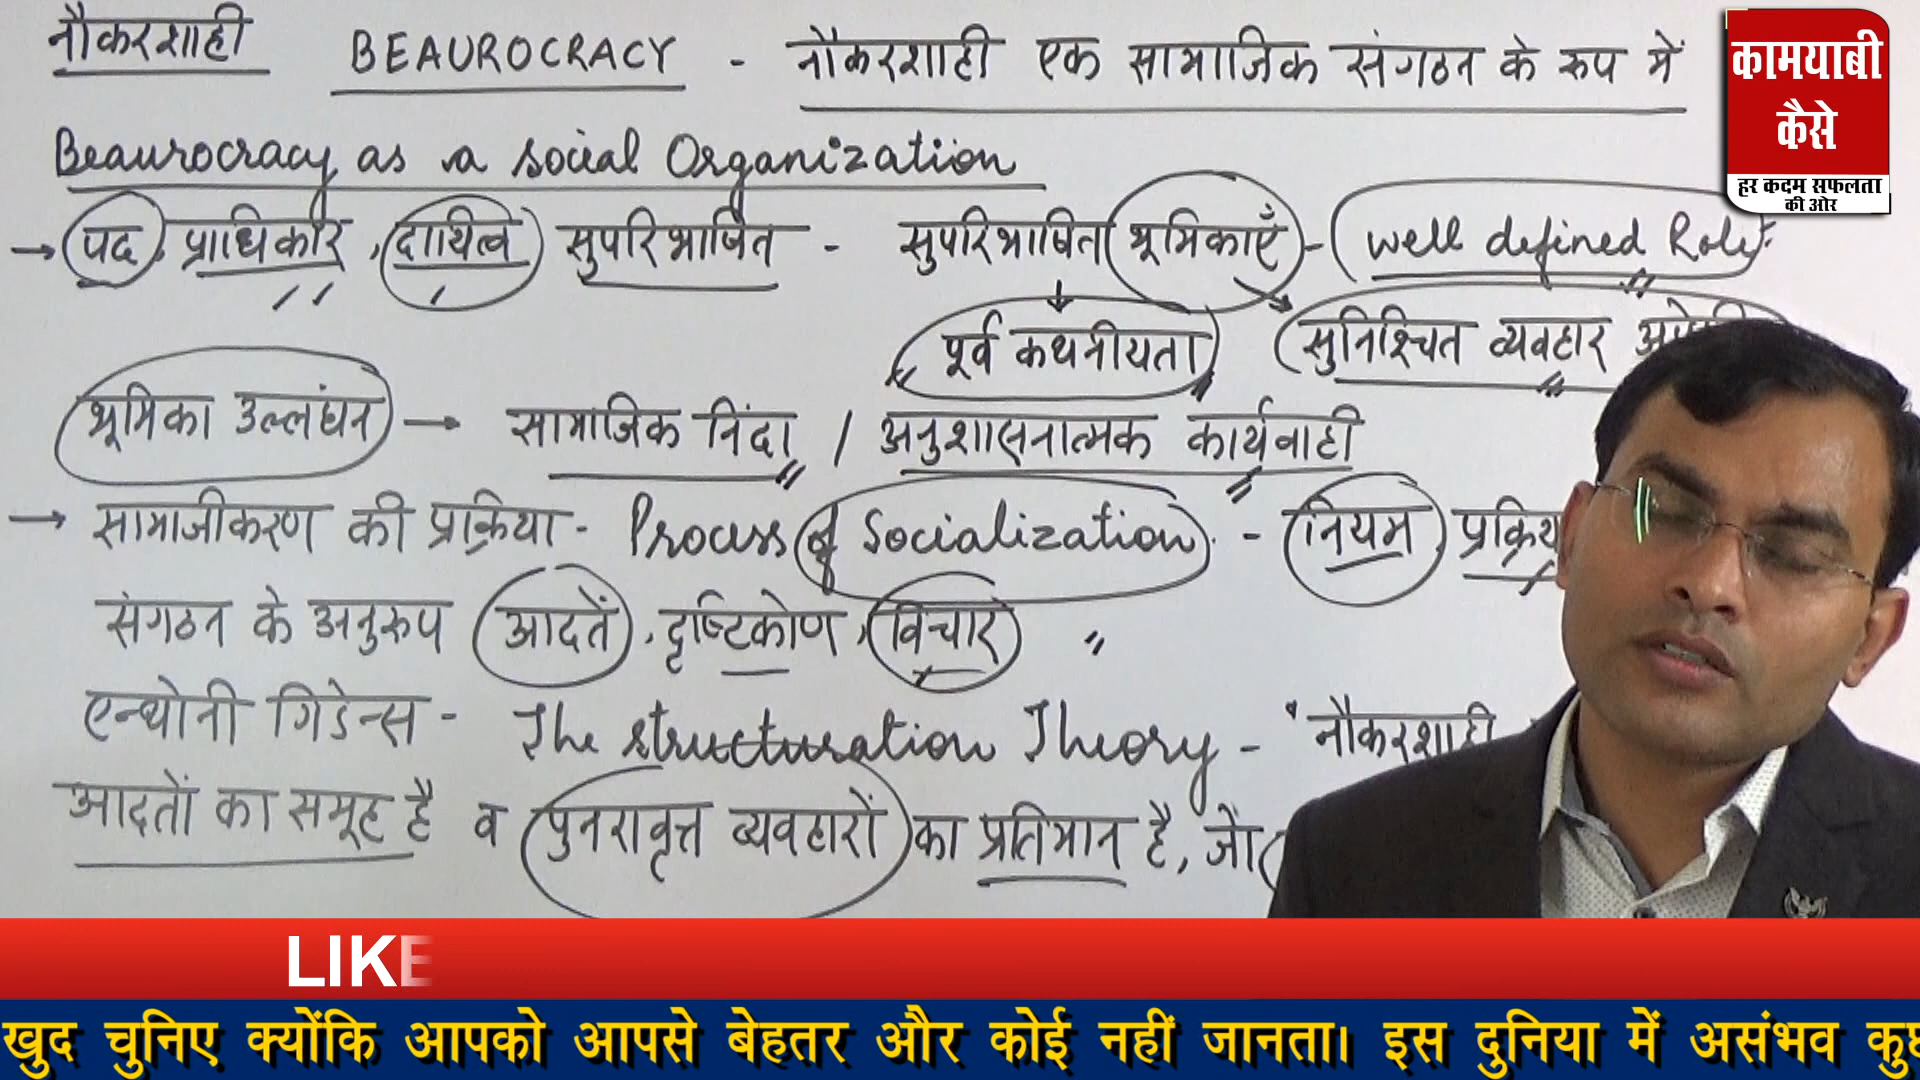 नौकरशाही BEAUROCRACY - नौकरशाही एक सामाजिक संगठन के रूप में
Beaurocracy as a social Organization
→ पद, प्राधिकार, दायित्व सुपरिभाषित - सुपरिभाषित भूमिकाएँ - Well defined Role
पूर्व कथनीयता सुनिश्चित व्यवहार
भूमिका उल्लंघन → सामाजिक निंदा / अनुशासनात्मक कार्यवाही
→ सामाजीकरण की प्रक्रिया - Process of Socialization - नियम, प्रक्रिय
संगठन के अनुरूप आदतें, दृष्टिकोण, विचार "
एन्थोनी गिडेन्स - The structuration Theory - "नौकरशाही
आदतों का समूह है व पुनरावृत्त व्यवहारों का प्रतिमान है, जो
कामयाबी
कैसे
हर कदम सफलता
की ओर
LIKE
खुद चुनिए क्योंकि आपको आपसे बेहतर और कोई नहीं जानता। इस दुनिया में असंभव कुछ